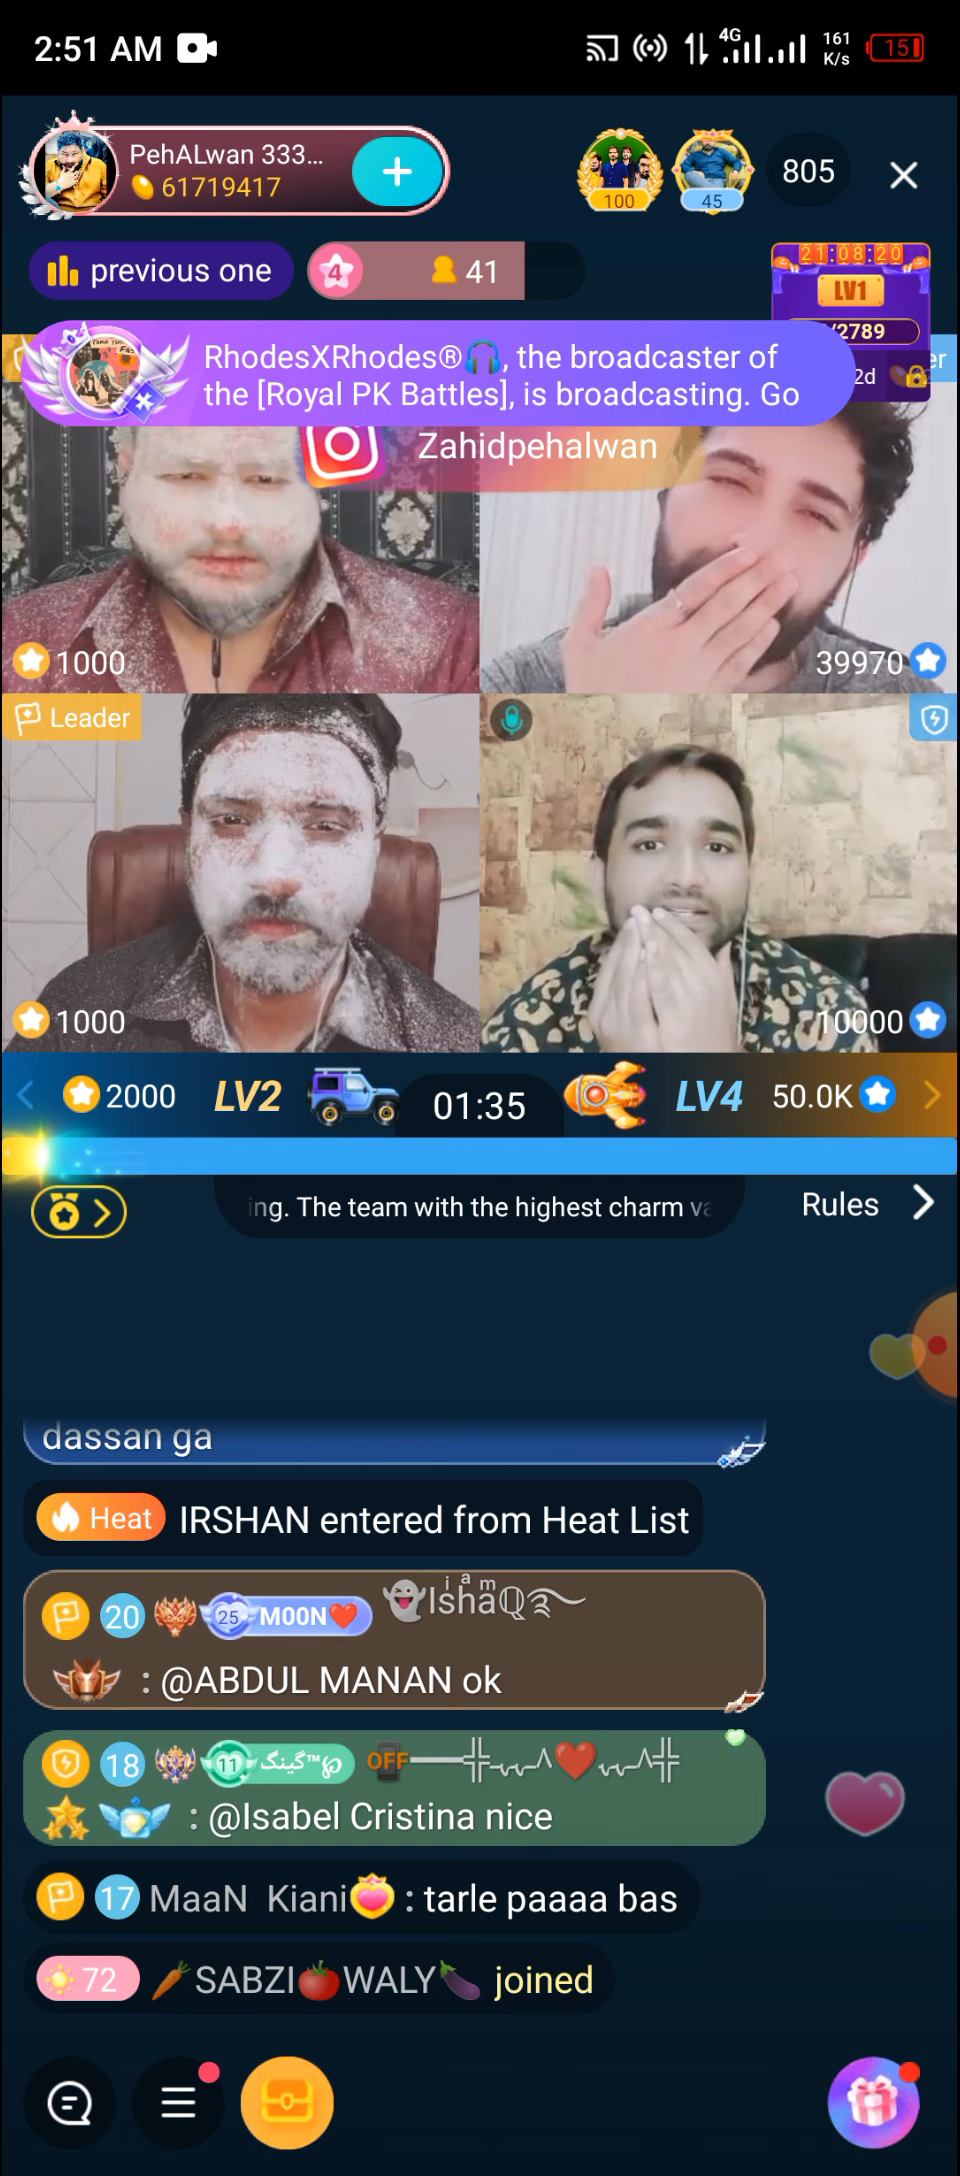 2:51 AM
4G
161
K/s
15
PehALwan 333...
61719417
100
45
805
previous one
4
41
21:08:20
LV1
/2789
2d
RhodesXRhodes®🎧, the broadcaster of
the [Royal PK Battles], is broadcasting. Go
er
Zahidpehalwan
1000
39970
Leader
1000
10000
2000
LV2
01:35
LV4
50.0K
ing. The team with the highest charm va
Rules
dassan ga
Heat IRSHAN entered from Heat List
20
25
M00N❤️
👻IshaQ
i a m
: @ABDUL MANAN ok
18
11
گینگ™
OFF
: @Isabel Cristina nice
17 MaaN Kiani : tarle paaaa bas
72 🥕SABZI🍅WALY🍆 joined